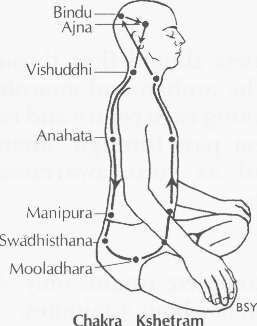 Bindu
Ajna
Vishuddhi
Anahata
Manipura
Swadhisthana
Mooladhara
BSY
Chakra Kshetram